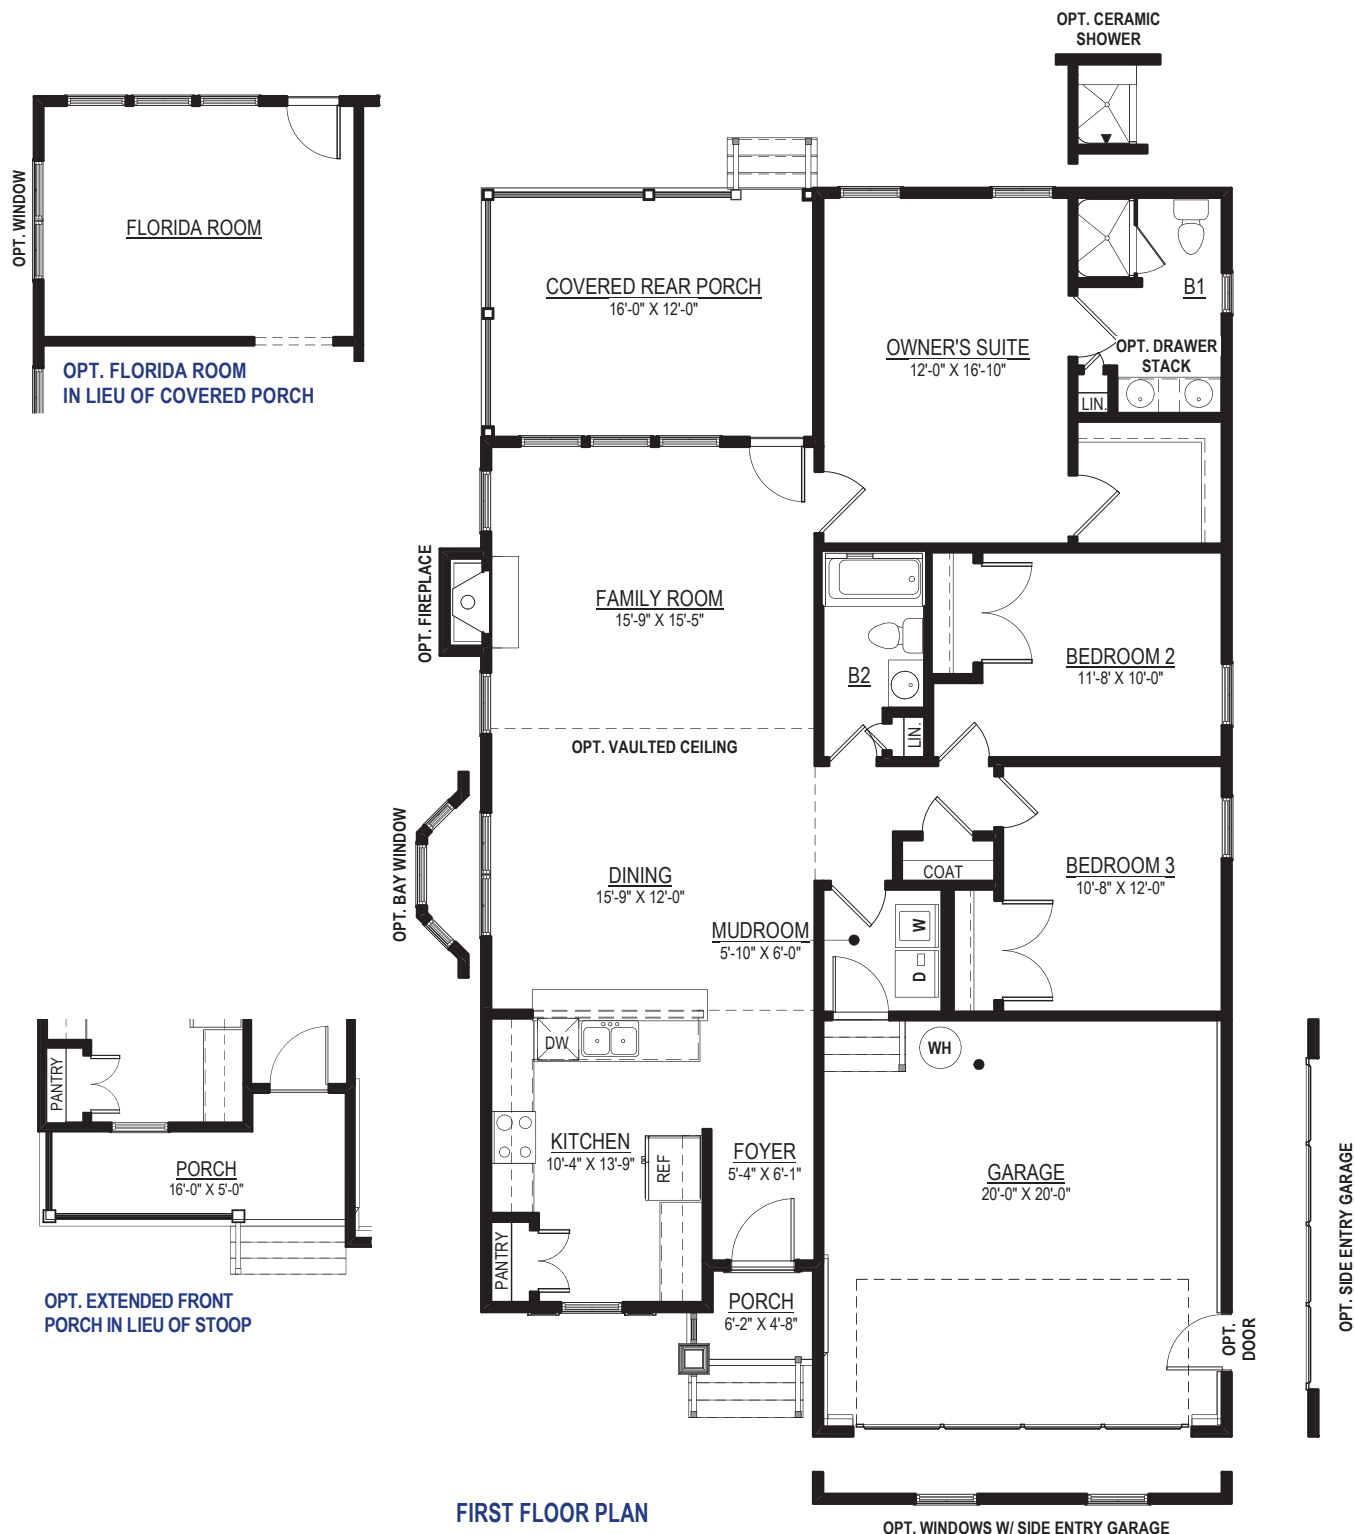 OPT. CERAMIC
SHOWER
OPT. WINDOW
FLORIDA ROOM
OPT. FLORIDA ROOM
IN LIEU OF COVERED PORCH
COVERED REAR PORCH
16'-0" X 12'-0"
OWNER'S SUITE
12'-0" X 16'-10"
B1
OPT. DRAWER
STACK
LIN.
OPT. FIREPLACE
FAMILY ROOM
15'-9" X 15'-5"
B2
LIN.
BEDROOM 2
11'-8' X 10'-0"
OPT. VAULTED CEILING
OPT. BAY WINDOW
DINING
15'-9" X 12'-0"
COAT
BEDROOM 3
10'-8" X 12'-0"
MUDROOM
5'-10" X 6'-0"
W
D
DW
WH
KITCHEN
10'-4" X 13'-9"
REF
FOYER
5'-4" X 6'-1"
GARAGE
20'-0" X 20'-0"
PANTRY
PORCH
6'-2" X 4'-8"
OPT.
DOOR
OPT. SIDE ENTRY GARAGE
PANTRY
PORCH
16'-0" X 5'-0"
OPT. EXTENDED FRONT
PORCH IN LIEU OF STOOP
FIRST FLOOR PLAN
OPT. WINDOWS W/ SIDE ENTRY GARAGE